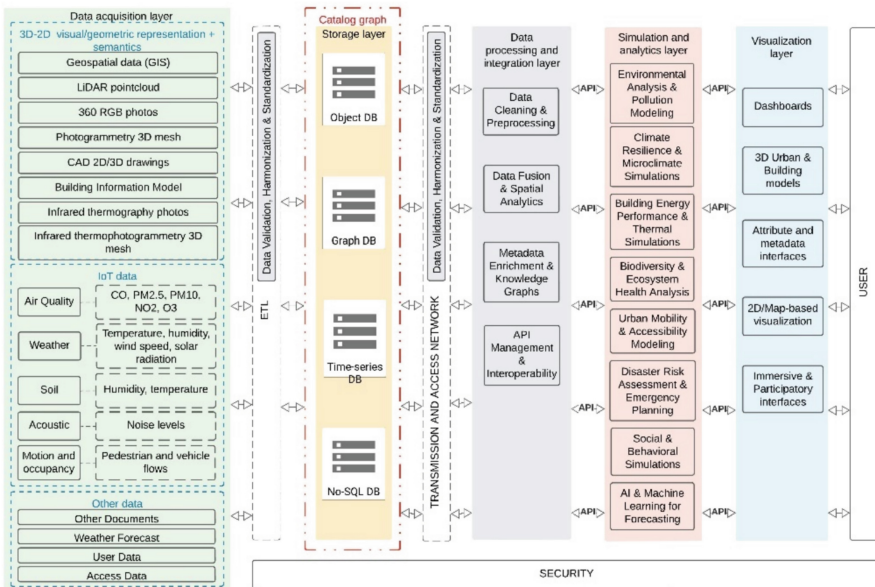 Data acquisition layer
3D-2D visual/geometric representation +
semantics
Geospatial data (GIS)
LiDAR pointcloud
360 RGB photos
Photogrammetry 3D mesh
CAD 2D/3D drawings
Building Information Model
Infrared thermography photos
Infrared thermophotogrammetry 3D
mesh
IoT data
Air Quality
CO, PM2.5, PM10,
NO2, O3
Weather
Temperature, humidity,
wind speed, solar
radiation
Soil
Humidity, temperature
Acoustic
Noise levels
Motion and
occupancy
Pedestrian and vehicle
flows
Other data
Other Documents
Weather Forecast
User Data
Access Data
Data Validation, Harmonization & Standardization
ETL
Catalog graph
Storage layer
Object DB
Graph DB
Time-series
DB
No-SQL DB
Data Validation, Harmonization & Standardization
TRANSMISSION AND ACCESS NETWORK
Data
processing and
integration layer
Data
Cleaning &
Preprocessing
Data Fusion
& Spatial
Analytics
Metadata
Enrichment &
Knowledge
Graphs
API
Management
&
Interoperability
API
API
API
API
API
API
Simulation and
analytics layer
Environmental
Analysis &
Pollution
Modeling
Climate
Resilience &
Microclimate
Simulations
Building Energy
Performance &
Thermal
Simulations
Biodiversity &
Ecosystem
Health Analysis
Urban Mobility
& Accessibility
Modeling
Disaster Risk
Assessment &
Emergency
Planning
Social &
Behavioral
Simulations
AI & Machine
Learning for
Forecasting
API
API
API
API
API
API
Visualization
layer
Dashboards
3D Urban &
Building
models
Attribute and
metadata
interfaces
2D/Map-based
visualization
Immersive &
Participatory
interfaces
USER
SECURITY